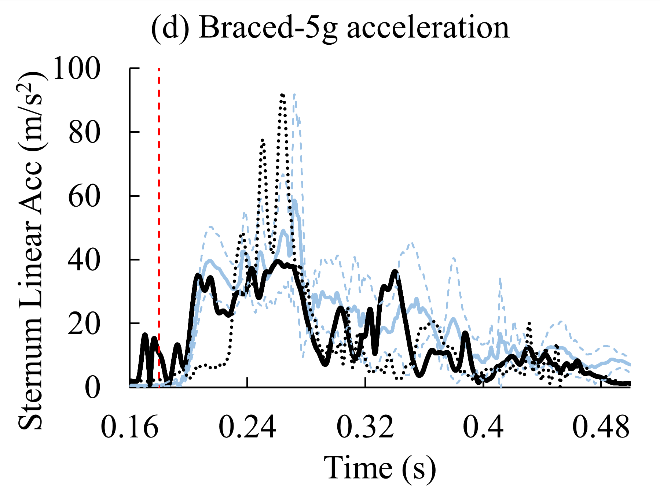 (d) Braced-5g acceleration
Sternum Linear Acc (m/s²)
100
80
60
40
20
0
0.16 0.24 0.32 0.4 0.48
Time (s)